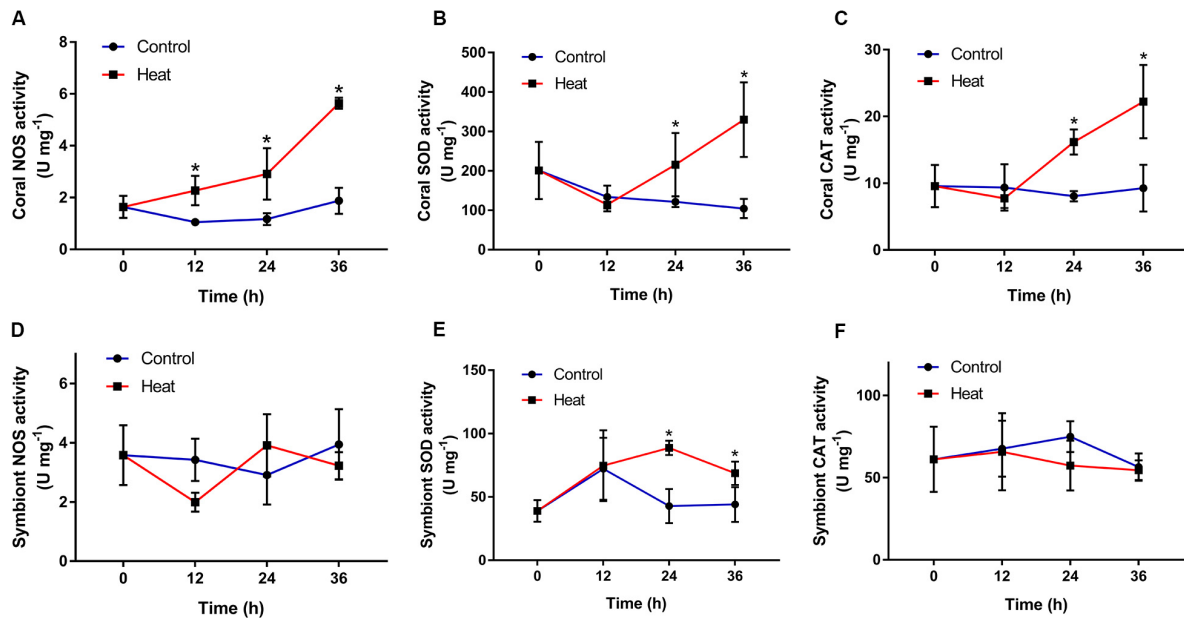 A
Control
Heat
Coral NOS activity
(U mg-1)
8
6
4
2
0
*
*
*
0 12 24 36
Time (h)
B
Control
Heat
Coral SOD activity
(U mg-1)
500
400
300
200
100
0
*
*
0 12 24 36
Time (h)
C
Control
Heat
Coral CAT activity
(U mg-1)
30
20
10
0
*
*
0 12 24 36
Time (h)
D
Control
Heat
Symbiont NOS activity
(U mg-1)
6
4
2
0
0 12 24 36
Time (h)
E
Control
Heat
Symbiont SOD activity
(U mg-1)
150
100
50
0
*
*
0 12 24 36
Time (h)
F
Control
Heat
Symbiont CAT activity
(U mg-1)
100
50
0
0 12 24 36
Time (h)